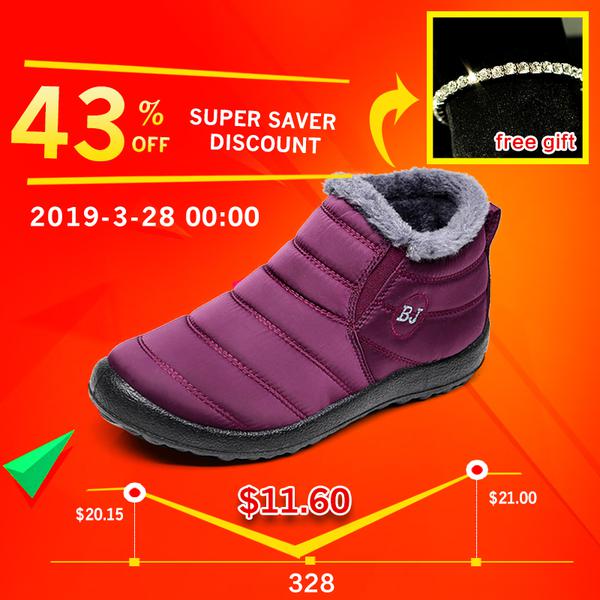 43% OFF
SUPER SAVER
DISCOUNT
free gift
2019-3-28 00:00
BJ
$20.15
$11.60
$21.00
328